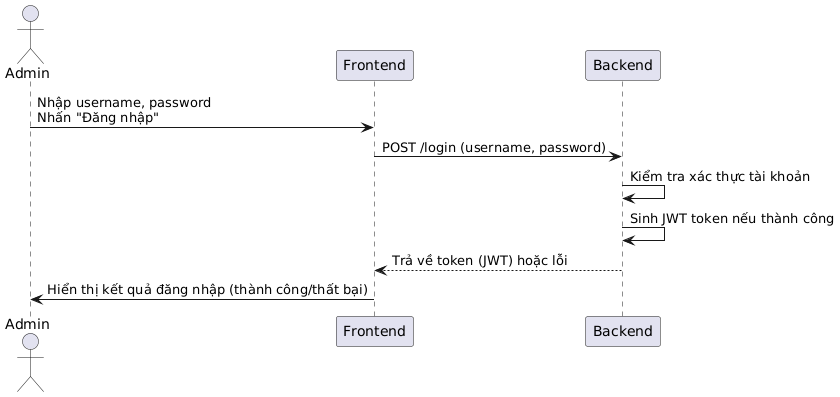 Admin
Frontend
Backend
Nhập username, password
Nhấn "Đăng nhập"
POST /login (username, password)
Kiểm tra xác thực tài khoản
Sinh JWT token nếu thành công
Trả về token (JWT) hoặc lỗi
Hiển thị kết quả đăng nhập (thành công/thất bại)
Admin
Frontend
Backend